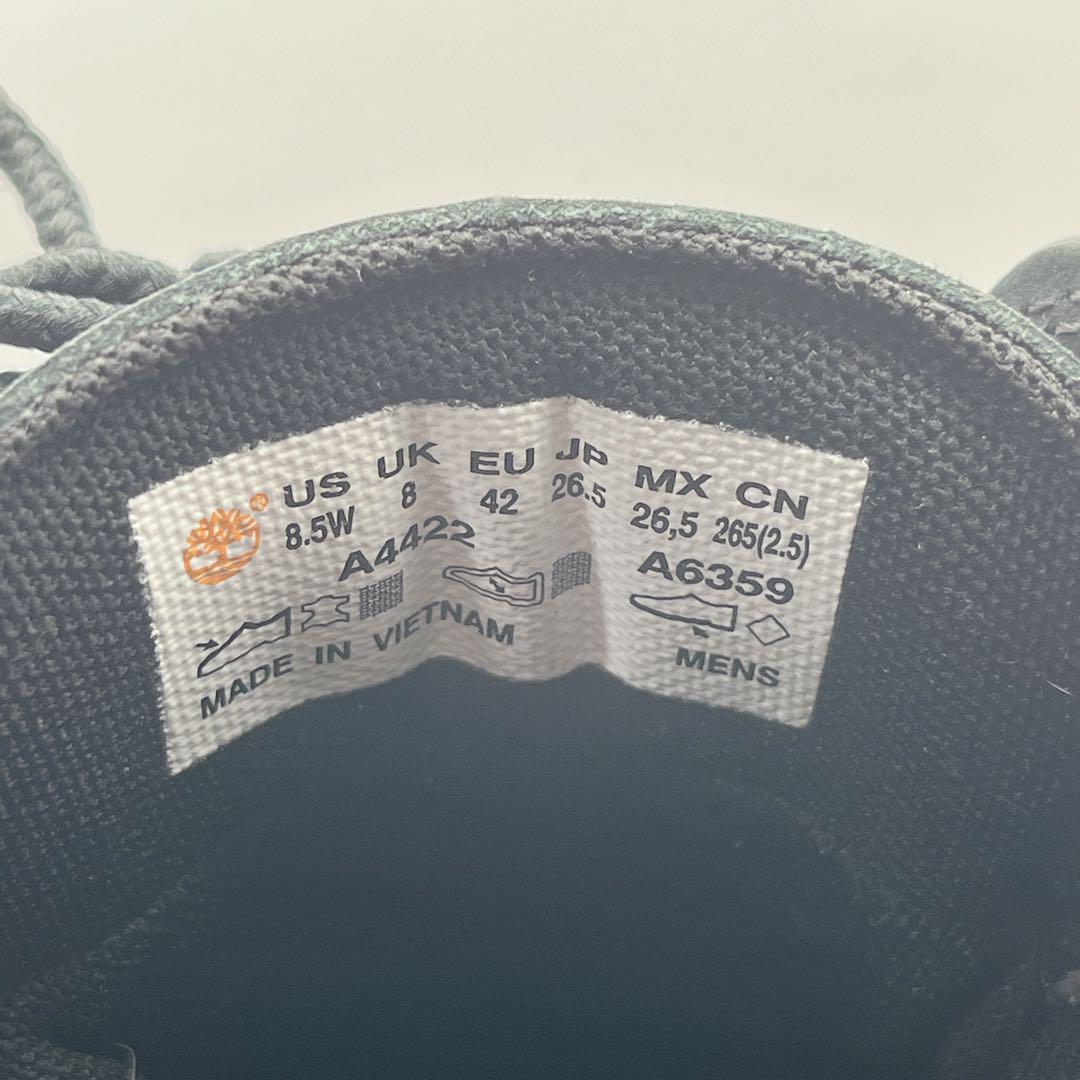 ® US UK EU JP MX CN
8.5W 8 42 26.5 26,5 265(2.5)
A4422 A6359
MADE IN VIETNAM MENS